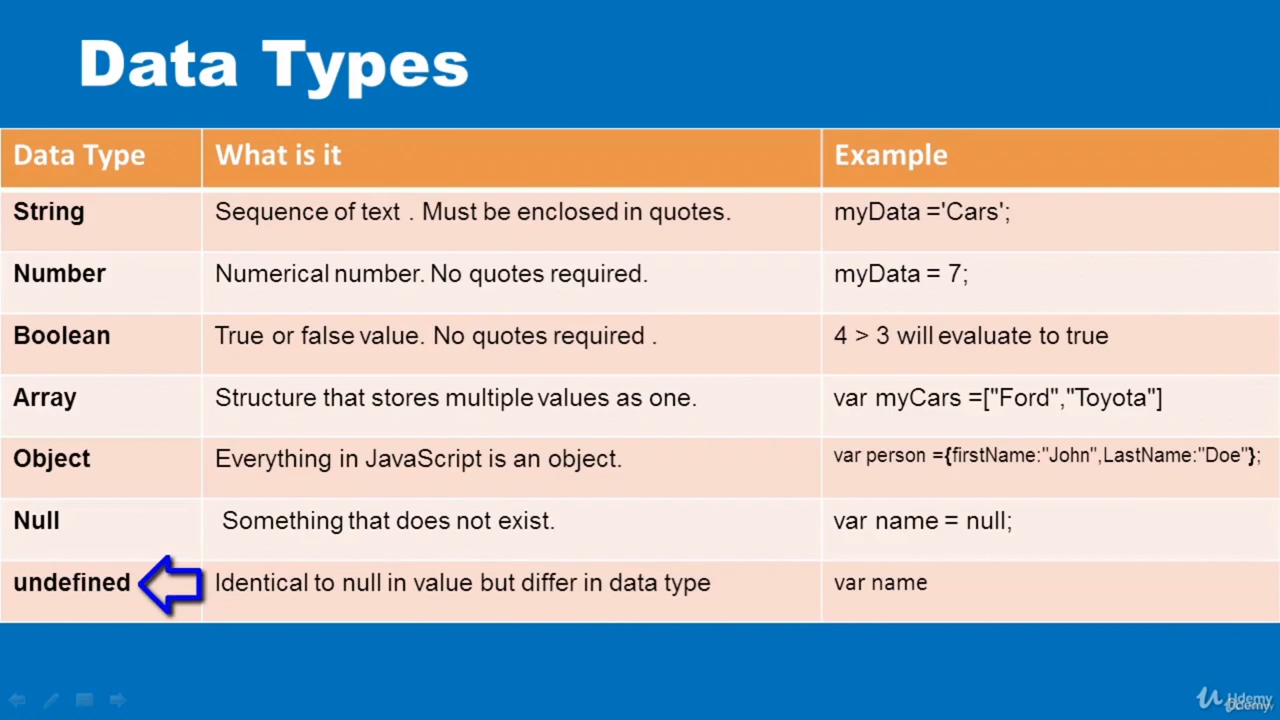 Data Types
Data Type What is it Example
String Sequence of text . Must be enclosed in quotes. myData ='Cars';
Number Numerical number. No quotes required. myData = 7;
Boolean True or false value. No quotes required . 4 > 3 will evaluate to true
Array Structure that stores multiple values as one. var myCars =["Ford","Toyota"]
Object Everything in JavaScript is an object. var person ={firstName:"John",LastName:"Doe"};
Null Something that does not exist. var name = null;
undefined Identical to null in value but differ in data type var name
Udemy
Udemy